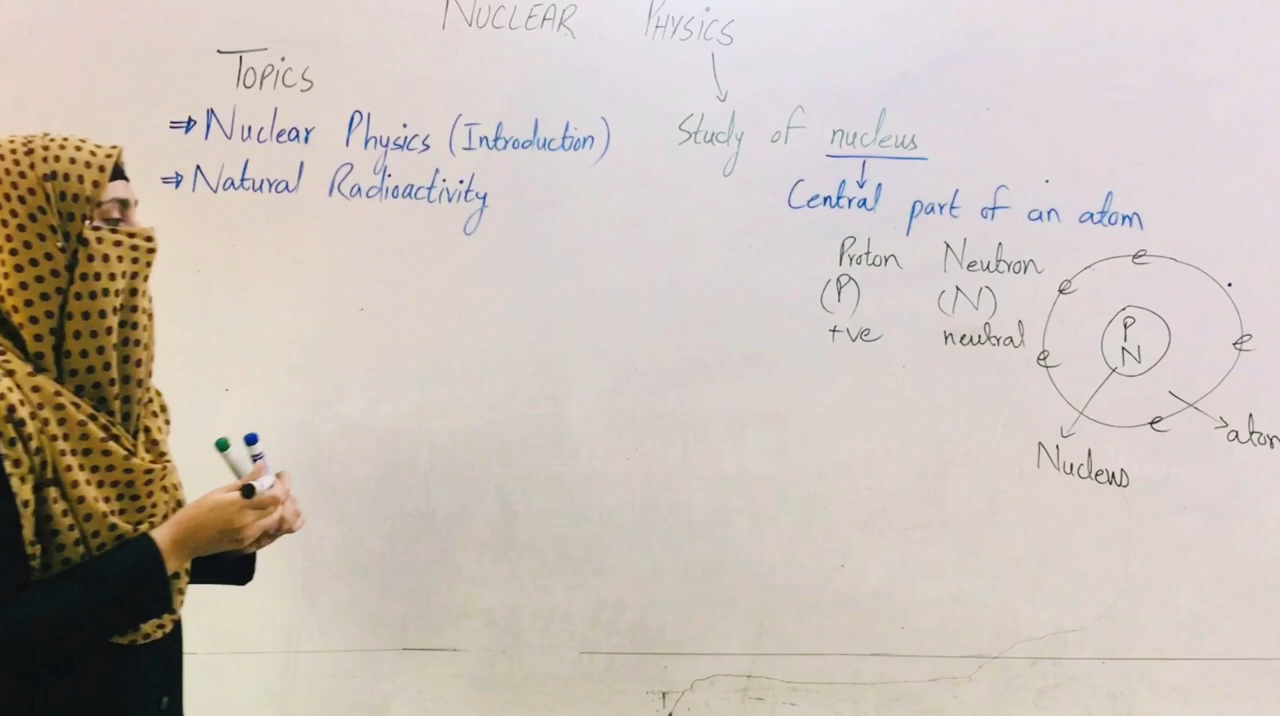 NUCLEAR PHYSICS
TOPICS
⇒ Nuclear Physics (Introduction)
⇒ Natural Radioactivity
Study of nucleus
Central part of an atom
Proton Neutron
(P) (N)
+ve neutral
e
e
e
e
e
P
N
Nucleus
atom